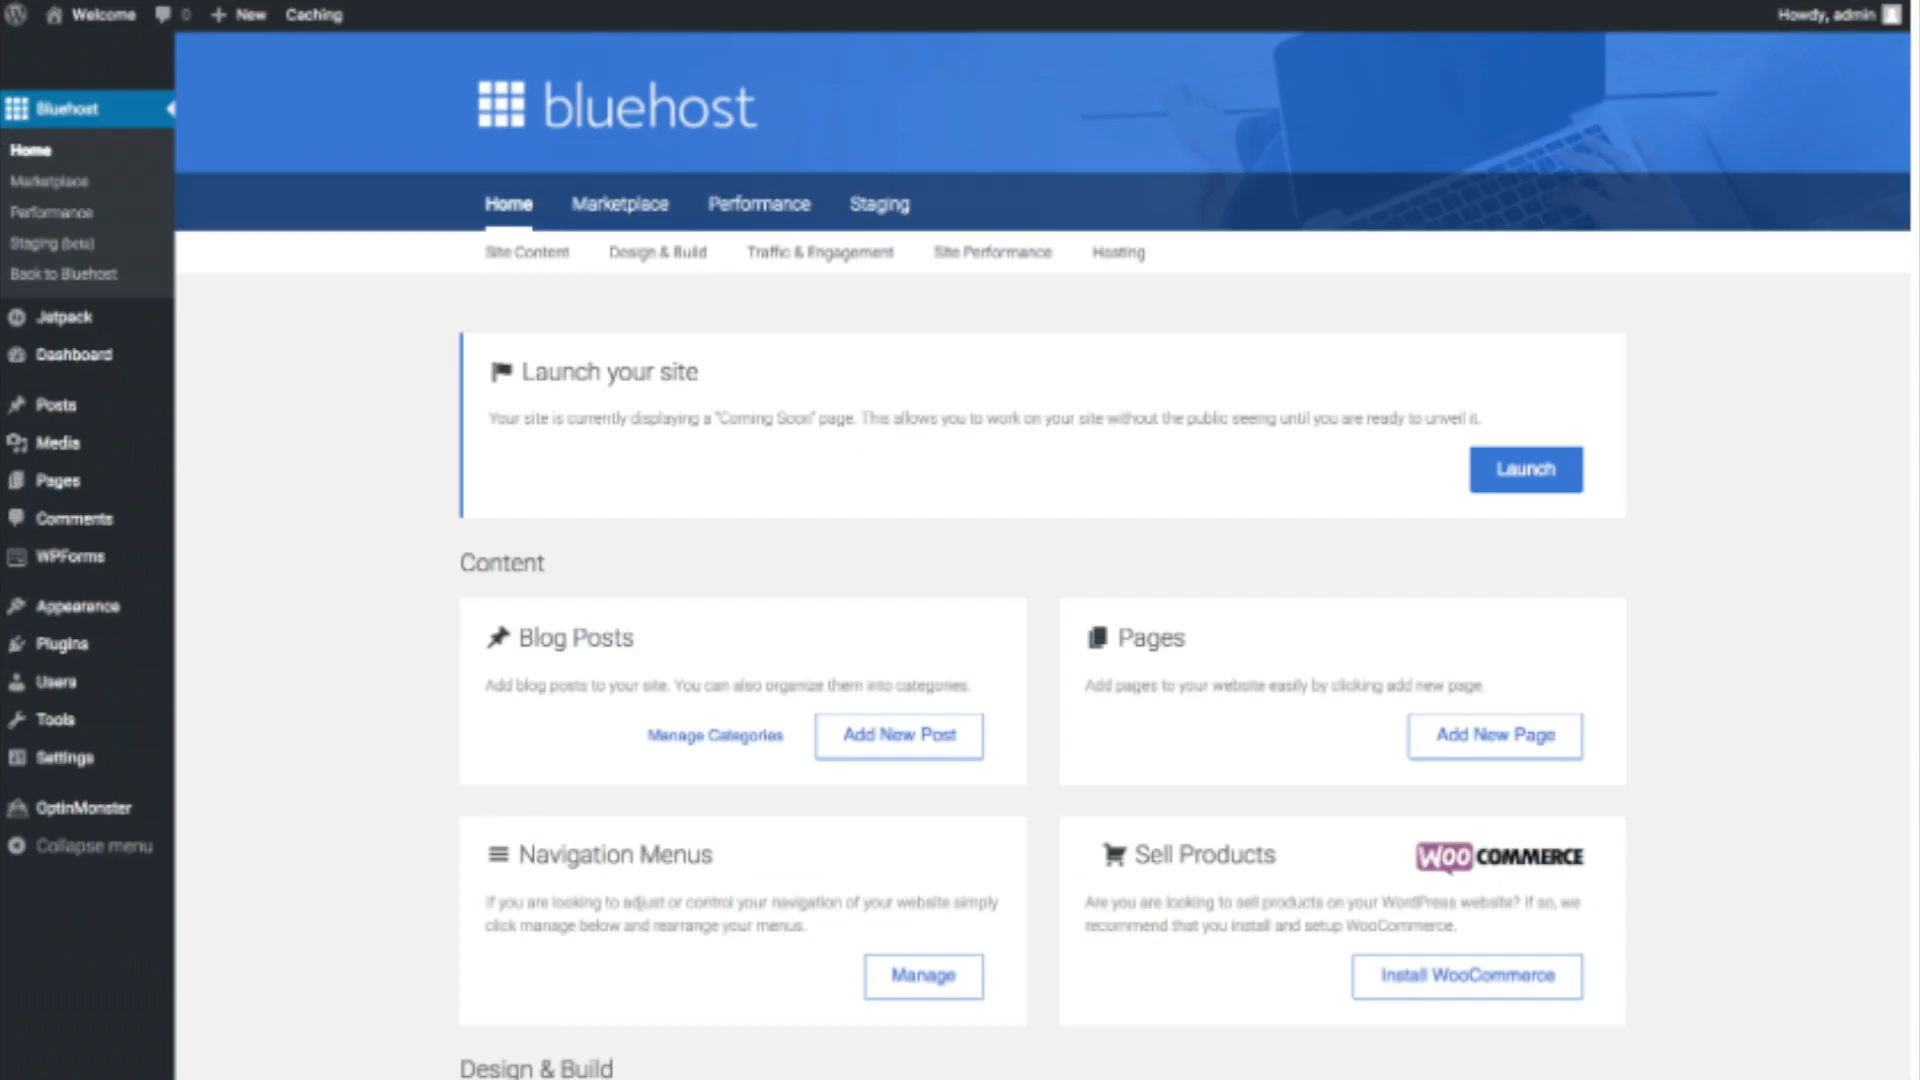 Welcome 0 New Caching Howdy, admin
bluehost
Bluehost
Home
Marketplace
Performance
Staging (beta)
Back to Bluehost
Jetpack
Dashboard
Posts
Media
Pages
Comments
WPForms
Appearance
Plugins
Users
Tools
Settings
OptinMonster
Collapse menu
Home Marketplace Performance Staging
Site Content Design & Build Traffic & Engagement Site Performance Hosting
Launch your site
Your site is currently displaying a "Coming Soon" page. This allows you to work on your site without the public seeing until you are ready to unveil it.
Launch
Content
Blog Posts
Add blog posts to your site. You can also organize them into categories.
Manage Categories Add New Post
Pages
Add pages to your website easily by clicking add new page.
Add New Page
Navigation Menus
If you are looking to adjust or control your navigation of your website simply
click manage below and rearrange your menus.
Manage
Sell Products WOO COMMERCE
Are you are looking to sell products on your WordPress website? If so, we
recommend that you install and setup WooCommerce.
Install WooCommerce
Design & Build